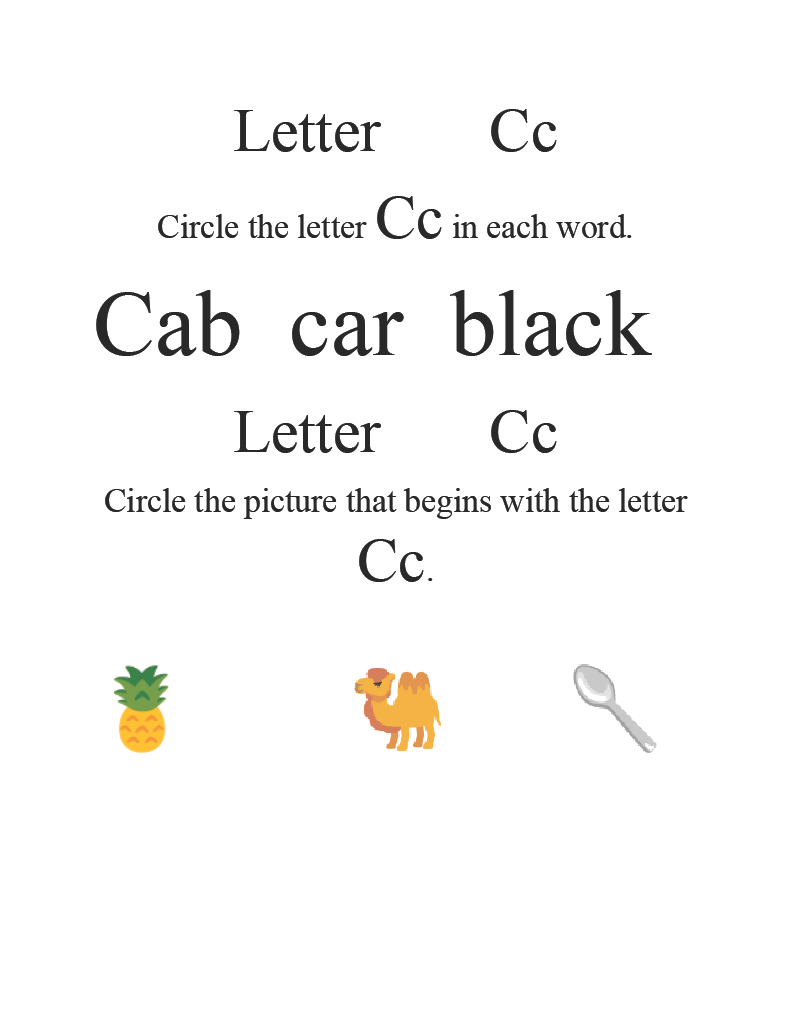 Letter Cc
Circle the letter Cc in each word.
Cab car black
Letter Cc
Circle the picture that begins with the letter
Cc.